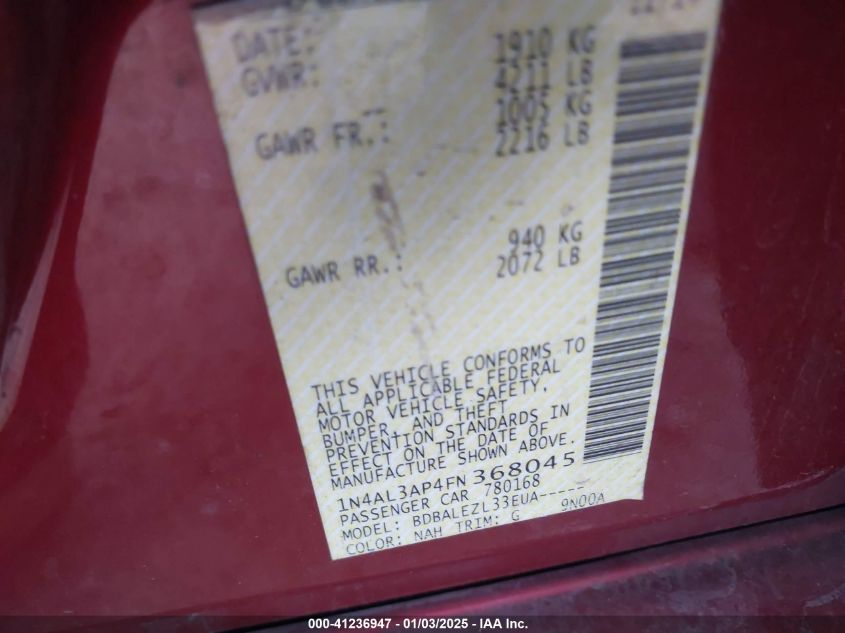 DATE:
GVWR: 1910 KG
4211 LB
GAWR FR.: 1005 KG
2216 LB
GAWR RR.: 940 KG
2072 LB
THIS VEHICLE CONFORMS TO
ALL APPLICABLE FEDERAL
MOTOR VEHICLE SAFETY,
BUMPER, AND THEFT
PREVENTION STANDARDS IN
EFFECT ON THE DATE OF
MANUFACTURE SHOWN ABOVE.
1N4AL3AP4FN368045
PASSENGER CAR 780168
MODEL: BDBALEZL33EUA-----
COLOR: NAH TRIM: G 9N00A
000-41236947 - 01/03/2025 - IAA Inc.